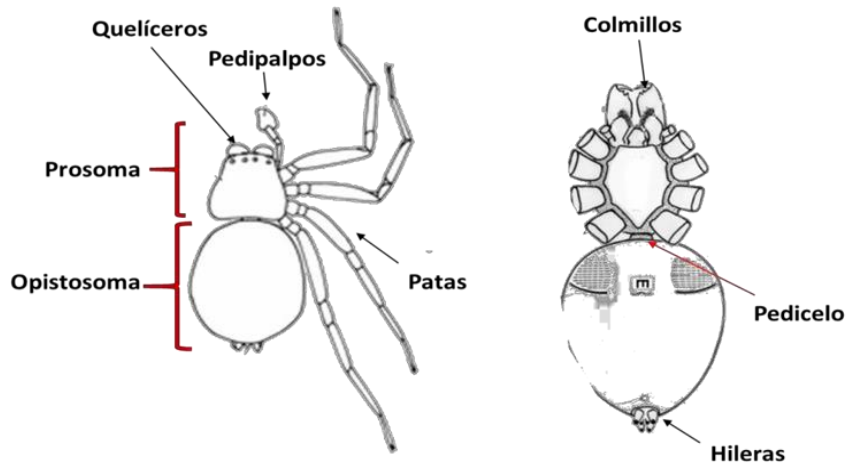 Quelíceros
Pedipalpos
Prosoma
Opistosoma
Patas
Colmillos
E
Pedicelo
Hileras